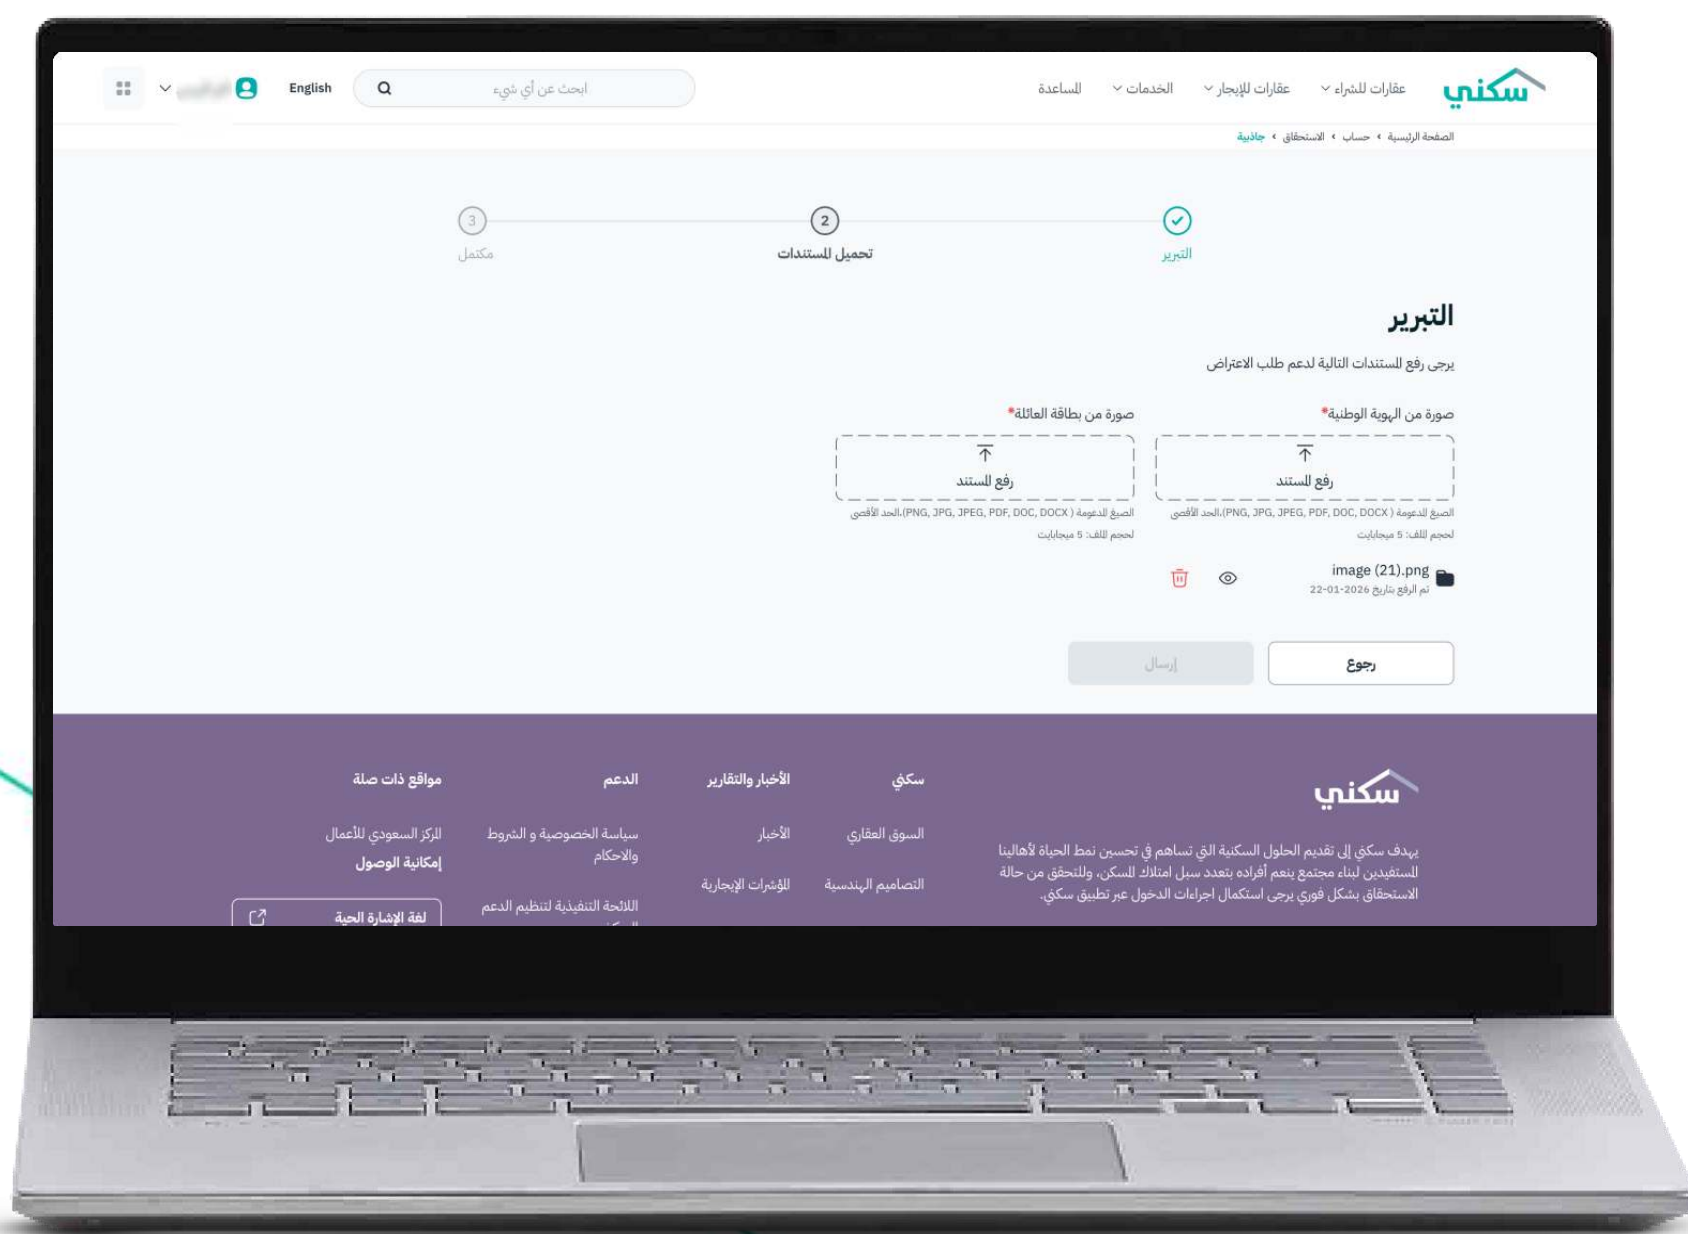 سكني
عقارات للشراء
عقارات للإيجار
الخدمات
المساعدة
ابحث عن أي شيء
English
الصفحة الرئيسية › حساب › الاستحقاق › جاذبية
التبرير
2
تحميل المستندات
3
مكتمل
التبرير
يرجى رفع المستندات التالية لدعم طلب الاعتراض
صورة من الهوية الوطنية*
رفع المستند
الصيغ المدعومة ( PNG, JPG, JPEG, PDF, DOC, DOCX)،الحد الأقصى
لحجم الملف: 5 ميجابايت
صورة من بطاقة العائلة*
رفع المستند
الصيغ المدعومة ( PNG, JPG, JPEG, PDF, DOC, DOCX)،الحد الأقصى
لحجم الملف: 5 ميجابايت
image (21).png
تم الرفع بتاريخ 2026-01-22
رجوع
إرسال
سكني
يهدف سكني إلى تقديم الحلول السكنية التي تساهم في تحسين نمط الحياة لأهالينا
المستفيدين لبناء مجتمع ينعم أفراده بتعدد سبل امتلاك المسكن، وللتحقق من حالة
الاستحقاق بشكل فوري يرجى استكمال اجراءات الدخول عبر تطبيق سكني.
سكني
السوق العقاري
التصاميم الهندسية
الأخبار والتقارير
الأخبار
المؤشرات الإيجارية
الدعم
سياسة الخصوصية و الشروط
والاحكام
اللائحة التنفيذية لتنظيم الدعم
مواقع ذات صلة
المركز السعودي للأعمال
إمكانية الوصول
لغة الإشارة الحية